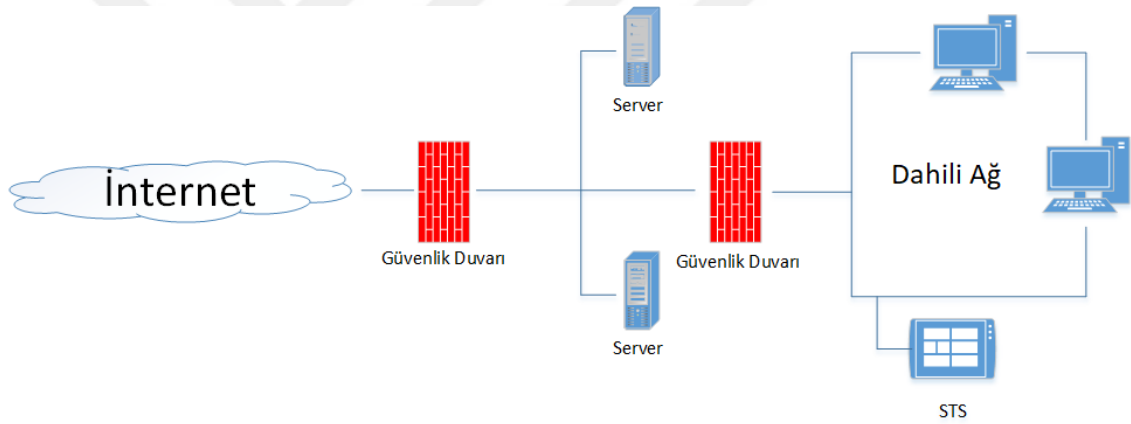 Server
İnternet
Güvenlik Duvarı
Güvenlik Duvarı
Dahili Ağ
Server
STS